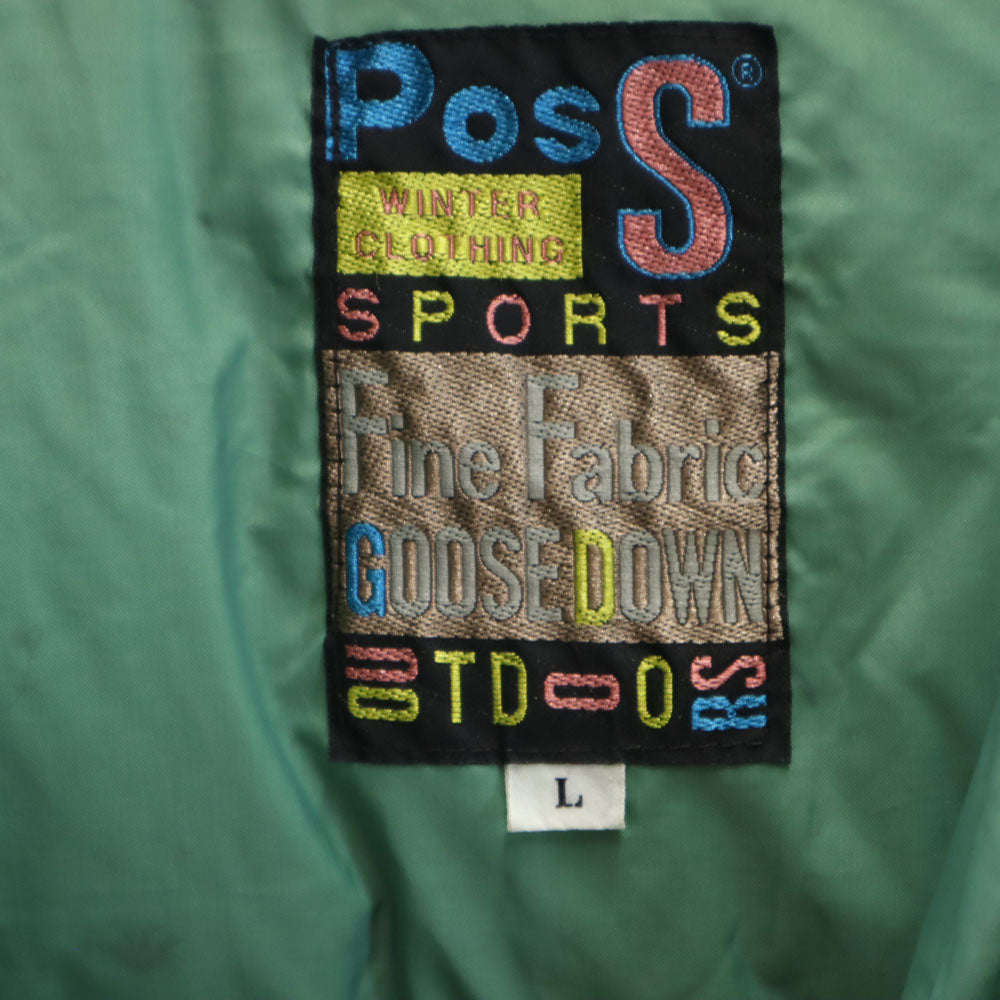 PosS®
WINTER
CLOTHING
SPORTS
Fine Fabric
GOOSE DOWN
OUTDOORS
L